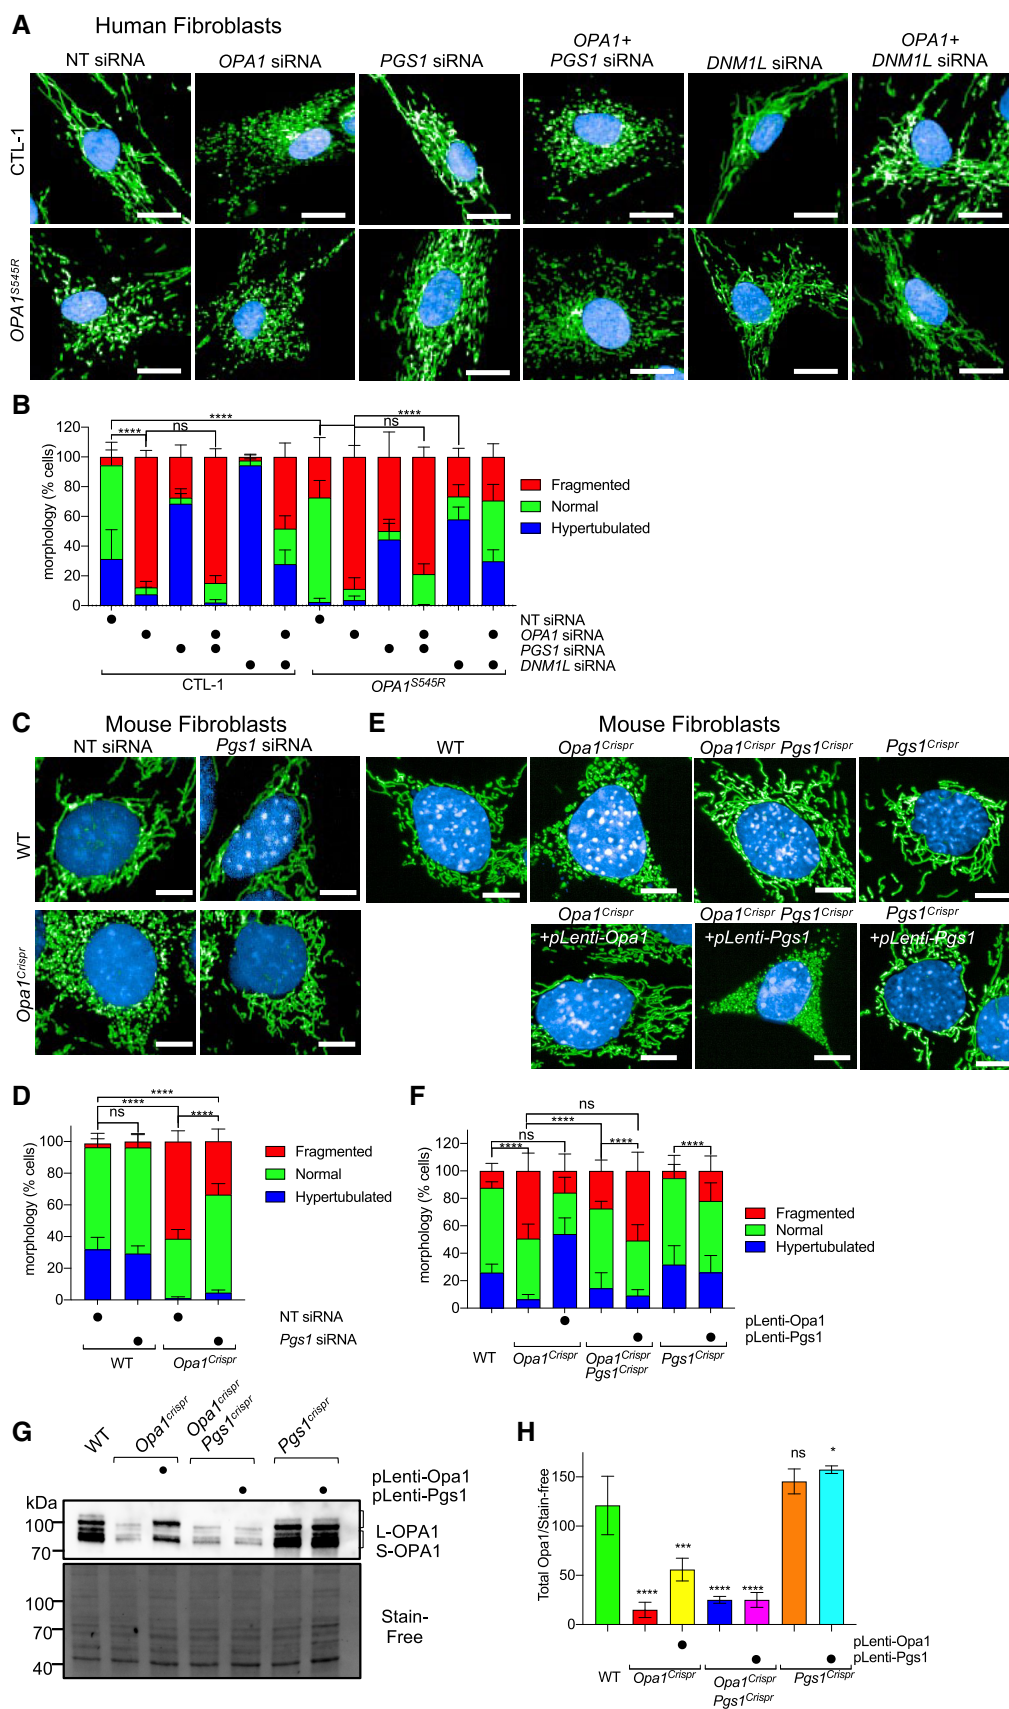 A
Human Fibroblasts
NT siRNA
OPA1 siRNA
PGS1 siRNA
OPA1+
PGS1 siRNA
DNM1L siRNA
OPA1+
DNM1L siRNA
CTL-1
OPA1S545R
B
morphology (% cells)
120
100
80
60
40
20
0
****
ns
****
****
ns
Fragmented
Normal
Hypertubulated
NT siRNA
OPA1 siRNA
PGS1 siRNA
DNM1L siRNA
CTL-1
OPA1S545R
C
Mouse Fibroblasts
NT siRNA
Pgs1 siRNA
WT
Opa1Crispr
E
Mouse Fibroblasts
WT
Opa1Crispr
Opa1Crispr Pgs1Crispr
Pgs1Crispr
Opa1Crispr
+pLenti-Opa1
Opa1Crispr Pgs1Crispr
+pLenti-Pgs1
Pgs1Crispr
+pLenti-Pgs1
D
morphology (% cells)
100
80
60
40
20
0
****
****
ns
****
Fragmented
Normal
Hypertubulated
NT siRNA
Pgs1 siRNA
WT
Opa1Crispr
F
morphology (% cells)
120
100
80
60
40
20
0
ns
****
ns
****
****
****
Fragmented
Normal
Hypertubulated
pLenti-Opa1
pLenti-Pgs1
WT
Opa1Crispr
Opa1Crispr
Pgs1Crispr
Pgs1Crispr
G
WT
Opa1crispr
Opa1crispr
Pgs1crispr
Pgs1crispr
pLenti-Opa1
pLenti-Pgs1
kDa
100
70
L-OPA1
S-OPA1
100
70
40
Stain-
Free
H
Total Opa1/Stain-free
150
100
50
0
****
***
****
****
ns
*
pLenti-Opa1
pLenti-Pgs1
WT
Opa1Crispr
Opa1Crispr
Pgs1Crispr
Pgs1Crispr